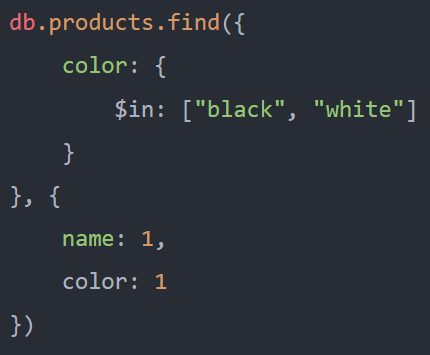 db.products.find({
    color: {
        $in: ["black", "white"]
    }
}, {
    name: 1,
    color: 1
})